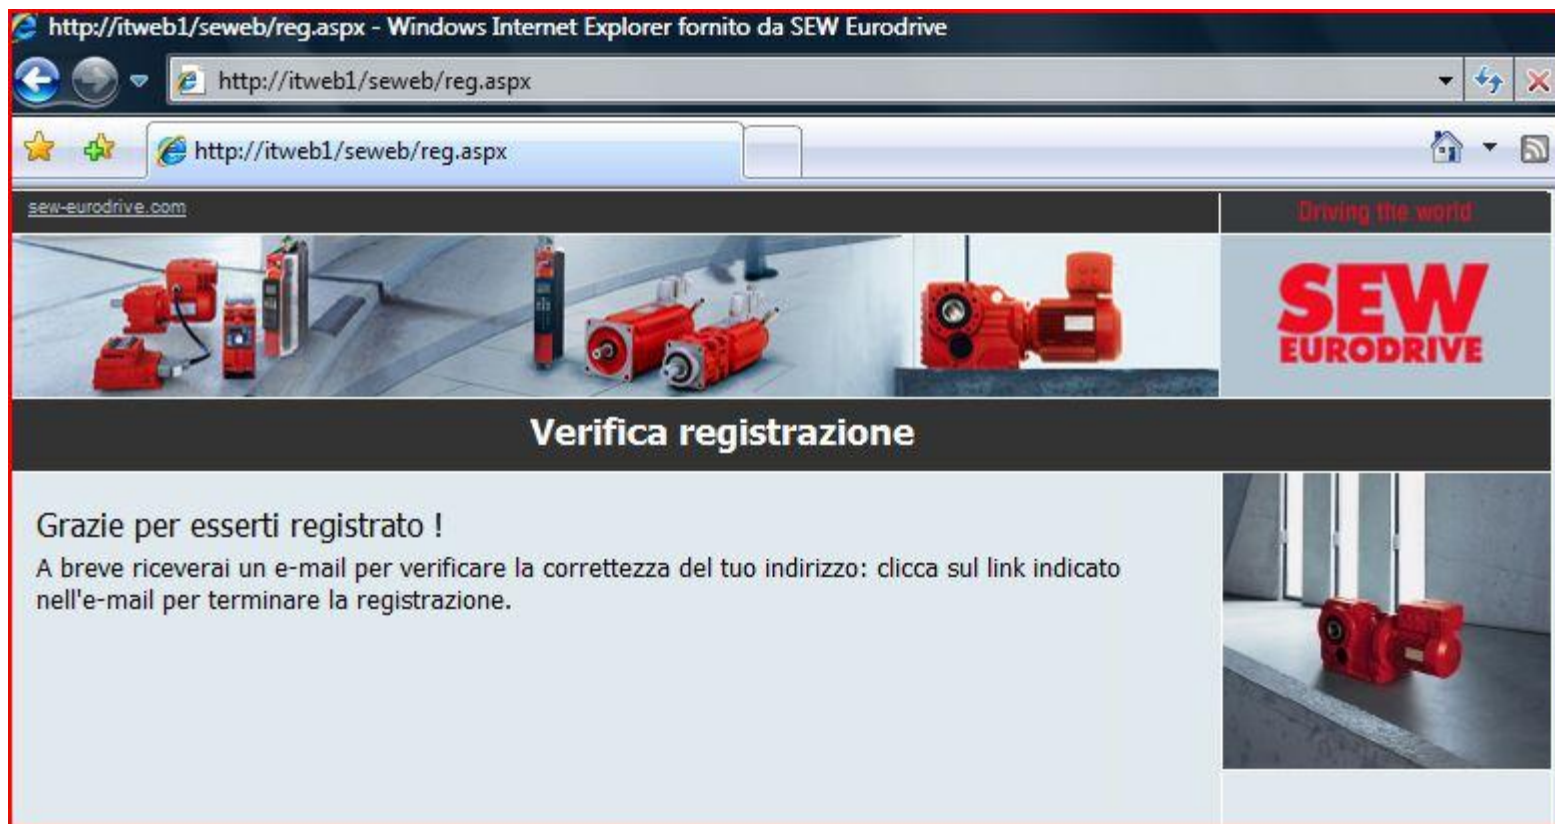 http://itweb1/seweb/reg.aspx - Windows Internet Explorer fornito da SEW Eurodrive
http://itweb1/seweb/reg.aspx
http://itweb1/seweb/reg.aspx
sew-eurodrive.com
Driving the world
SEW
EURODRIVE
Verifica registrazione
Grazie per esserti registrato !
A breve riceverai un e-mail per verificare la correttezza del tuo indirizzo: clicca sul link indicato
nell'e-mail per terminare la registrazione.